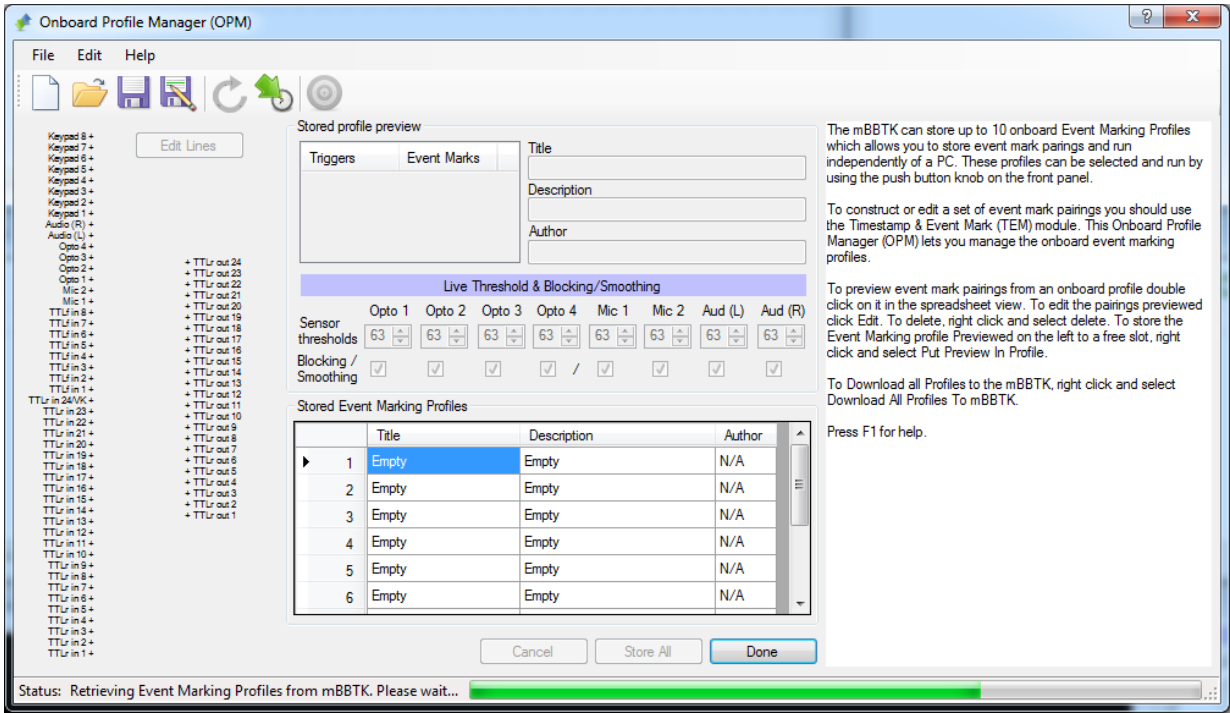 Onboard Profile Manager (OPM)
File Edit Help
Keypad 8 +
Keypad 7 +
Keypad 6 +
Keypad 5 +
Keypad 4 +
Keypad 3 +
Keypad 2 +
Keypad 1 +
Audio (R) +
Audio (L) +
Opto 4 +
Opto 3 +
Opto 2 +
Opto 1 +
Mic 2 +
Mic 1 +
TTLf in 8 +
TTLf in 7 +
TTLf in 6 +
TTLf in 5 +
TTLf in 4 +
TTLf in 3 +
TTLf in 2 +
TTLf in 1 +
TTLr in 24/VK +
TTLr in 23 +
TTLr in 22 +
TTLr in 21 +
TTLr in 20 +
TTLr in 19 +
TTLr in 18 +
TTLr in 17 +
TTLr in 16 +
TTLr in 15 +
TTLr in 14 +
TTLr in 13 +
TTLr in 12 +
TTLr in 11 +
TTLr in 10 +
TTLr in 9 +
TTLr in 8 +
TTLr in 7 +
TTLr in 6 +
TTLr in 5 +
TTLr in 4 +
TTLr in 3 +
TTLr in 2 +
TTLr in 1 +
Edit Lines
+ TTLr out 24
+ TTLr out 23
+ TTLr out 22
+ TTLr out 21
+ TTLr out 20
+ TTLr out 19
+ TTLr out 18
+ TTLr out 17
+ TTLr out 16
+ TTLr out 15
+ TTLr out 14
+ TTLr out 13
+ TTLr out 12
+ TTLr out 11
+ TTLr out 10
+ TTLr out 9
+ TTLr out 8
+ TTLr out 7
+ TTLr out 6
+ TTLr out 5
+ TTLr out 4
+ TTLr out 3
+ TTLr out 2
+ TTLr out 1
Stored profile preview
Triggers Event Marks
Title
Description
Author
Live Threshold & Blocking/Smoothing
Opto 1 Opto 2 Opto 3 Opto 4 Mic 1 Mic 2 Aud (L) Aud (R)
Sensor
thresholds 63 63 63 63 63 63 63 63
Blocking /
Smoothing /
Stored Event Marking Profiles
Title Description Author
1 Empty Empty N/A
2 Empty Empty N/A
3 Empty Empty N/A
4 Empty Empty N/A
5 Empty Empty N/A
6 Empty Empty N/A
Cancel Store All Done
The mBBTK can store up to 10 onboard Event Marking Profiles
which allows you to store event mark parings and run
independently of a PC. These profiles can be selected and run by
using the push button knob on the front panel.
To construct or edit a set of event mark pairings you should use
the Timestamp & Event Mark (TEM) module. This Onboard Profile
Manager (OPM) lets you manage the onboard event marking
profiles.
To preview event mark pairings from an onboard profile double
click on it in the spreadsheet view. To edit the pairings previewed
click Edit. To delete, right click and select delete. To store the
Event Marking profile Previewed on the left to a free slot, right
click and select Put Preview In Profile.
To Download all Profiles to the mBBTK, right click and select
Download All Profiles To mBBTK.
Press F1 for help.
Status: Retrieving Event Marking Profiles from mBBTK. Please wait...